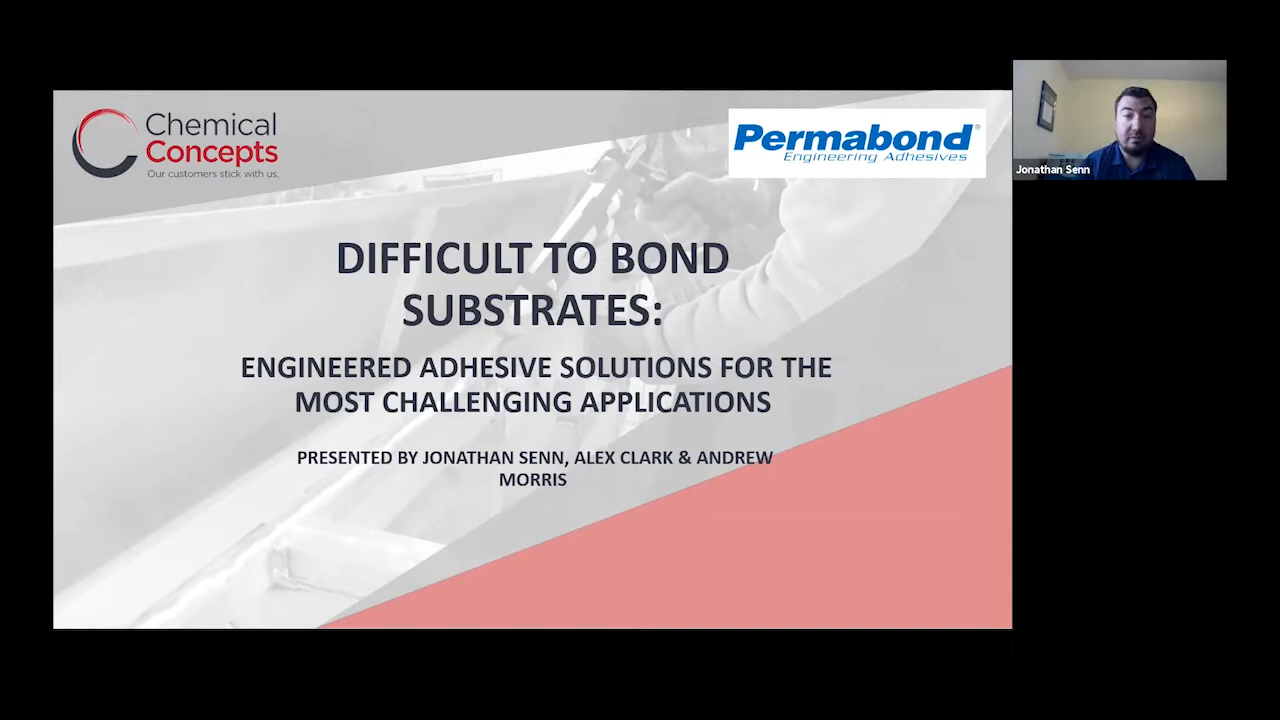 Chemical
Concepts
Our customers stick with us.
Permabond®
Engineering Adhesives
Jonathan Senn
DIFFICULT TO BOND
SUBSTRATES:
ENGINEERED ADHESIVE SOLUTIONS FOR THE
MOST CHALLENGING APPLICATIONS
PRESENTED BY JONATHAN SENN, ALEX CLARK & ANDREW
MORRIS